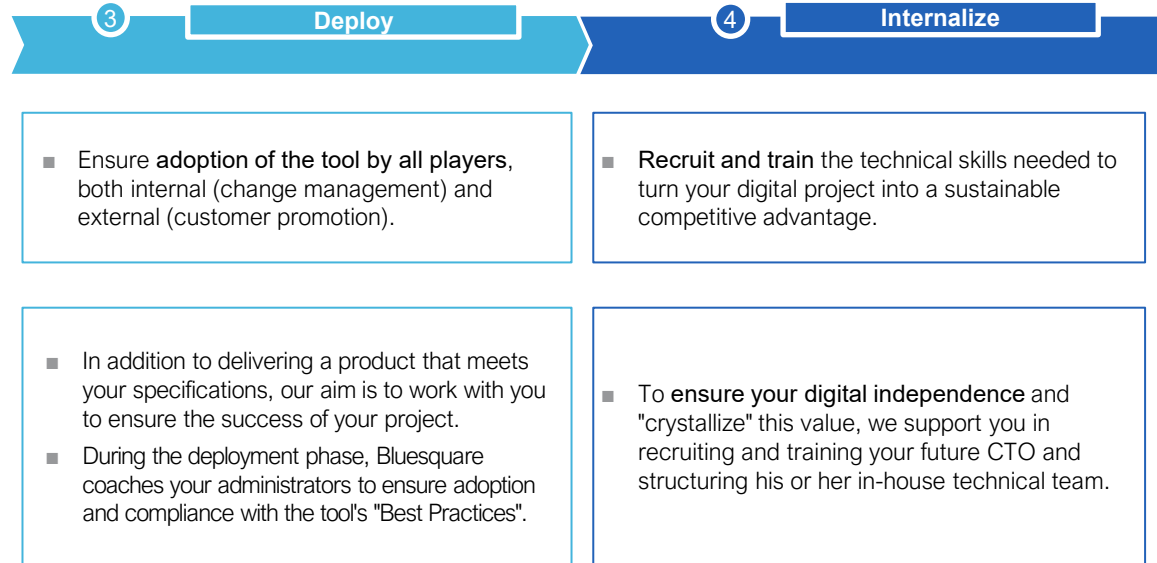 3
Deploy
4
Internalize
■ Ensure adoption of the tool by all players,
both internal (change management) and
external (customer promotion).
■ Recruit and train the technical skills needed to
turn your digital project into a sustainable
competitive advantage.
■ In addition to delivering a product that meets
your specifications, our aim is to work with you
to ensure the success of your project.
■ During the deployment phase, Bluesquare
coaches your administrators to ensure adoption
and compliance with the tool's "Best Practices".
■ To ensure your digital independence and
"crystallize" this value, we support you in
recruiting and training your future CTO and
structuring his or her in-house technical team.